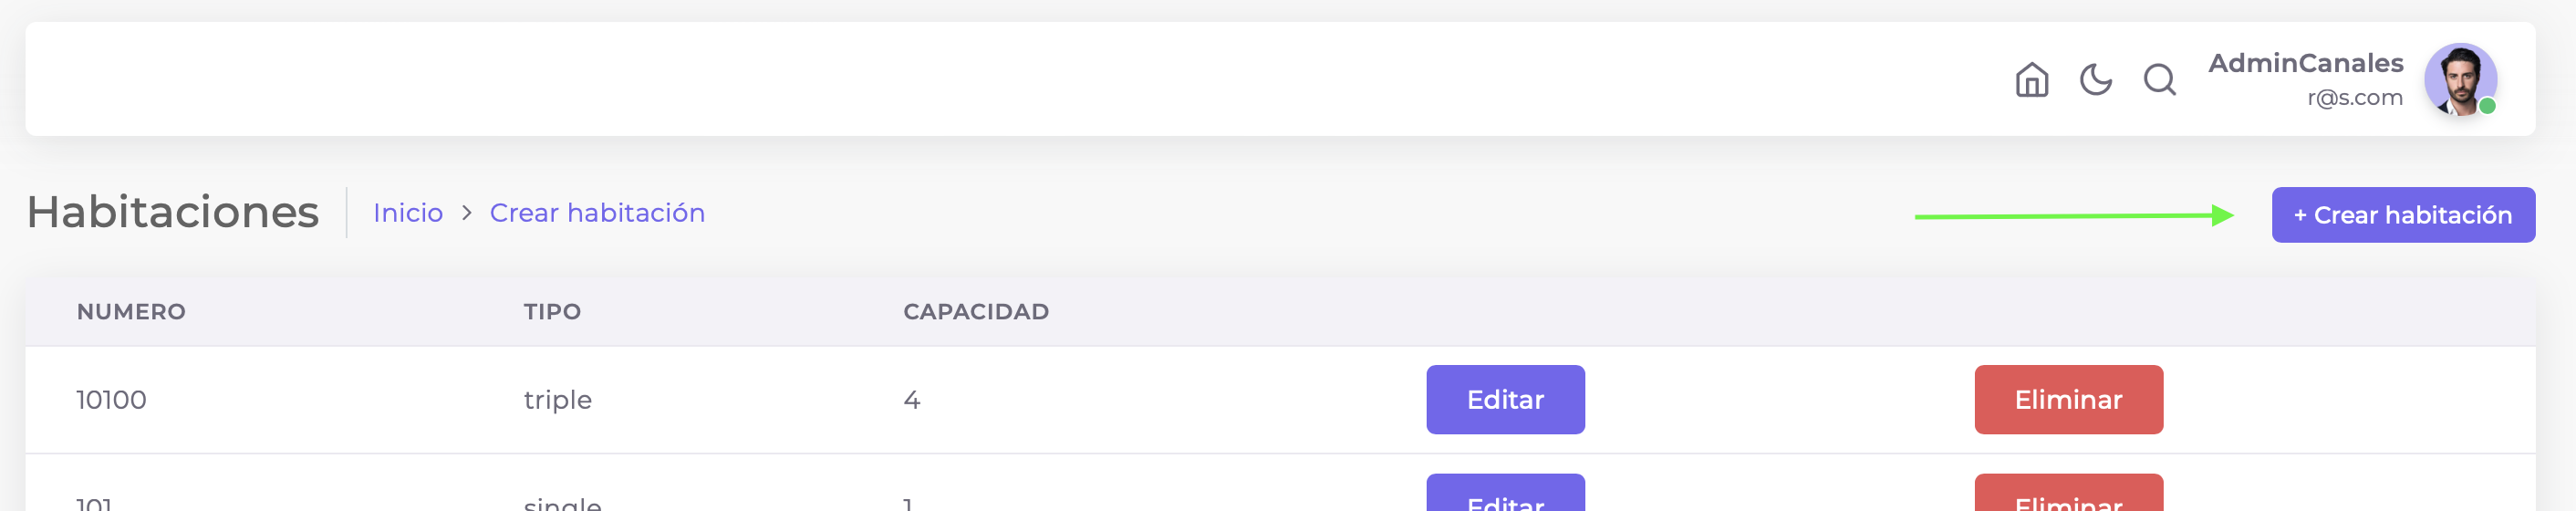 AdminCanales
r@s.com
Habitaciones
Inicio > Crear habitación
+ Crear habitación
NUMERO TIPO CAPACIDAD
10100 triple 4 Editar Eliminar
101 single 1 Editar Eliminar